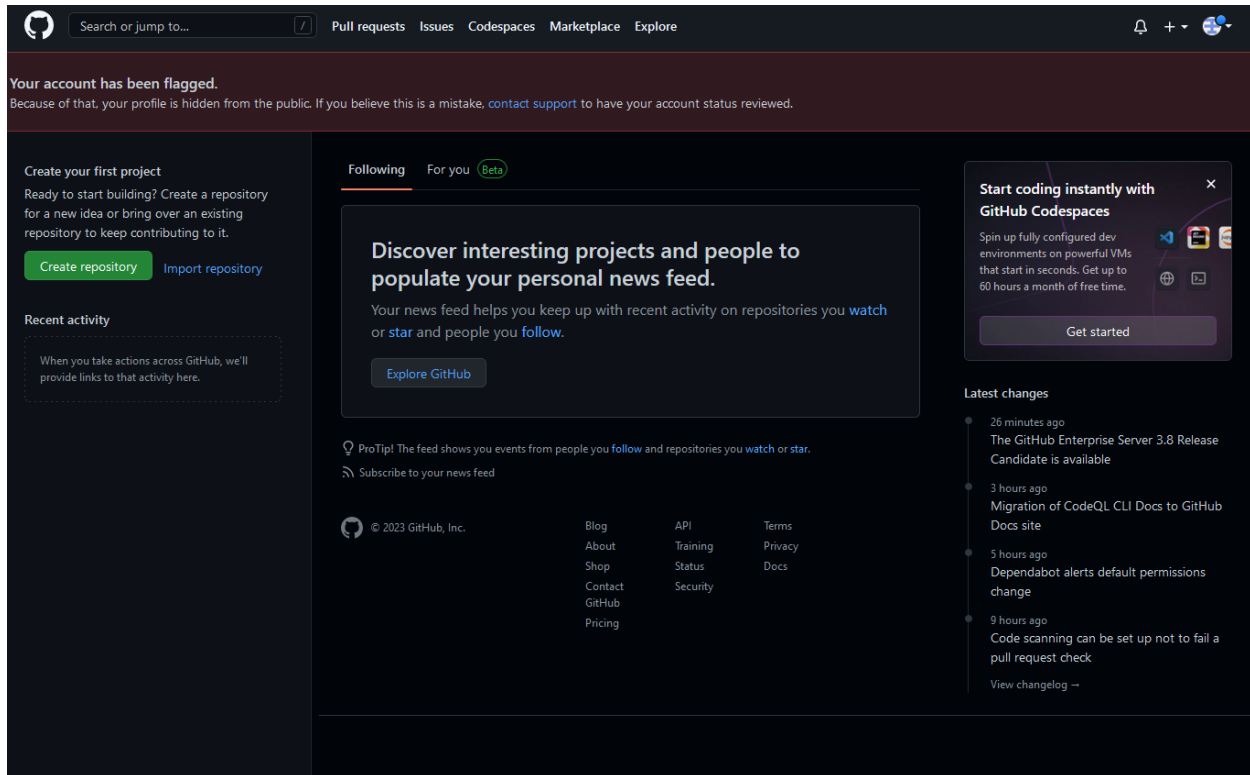 Search or jump to... /
Pull requests Issues Codespaces Marketplace Explore
Your account has been flagged.
Because of that, your profile is hidden from the public. If you believe this is a mistake, contact support to have your account status reviewed.
Create your first project
Ready to start building? Create a repository
for a new idea or bring over an existing
repository to keep contributing to it.
Create repository Import repository
Recent activity
When you take actions across GitHub, we'll
provide links to that activity here.
Following For you Beta
Discover interesting projects and people to
populate your personal news feed.
Your news feed helps you keep up with recent activity on repositories you watch
or star and people you follow.
Explore GitHub
ProTip! The feed shows you events from people you follow and repositories you watch or star.
Subscribe to your news feed
© 2023 GitHub, Inc.
Blog
About
Shop
Contact
GitHub
Pricing
API
Training
Status
Security
Terms
Privacy
Docs
Start coding instantly with
GitHub Codespaces
Spin up fully configured dev
environments on powerful VMs
that start in seconds. Get up to
60 hours a month of free time.
Get started
Latest changes
26 minutes ago
The GitHub Enterprise Server 3.8 Release
Candidate is available
3 hours ago
Migration of CodeQL CLI Docs to GitHub
Docs site
5 hours ago
Dependabot alerts default permissions
change
9 hours ago
Code scanning can be set up not to fail a
pull request check
View changelog →